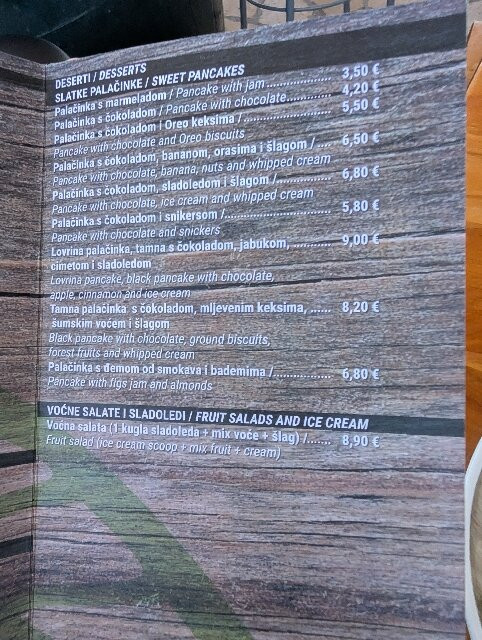 DESERTI / DESSERTS
SLATKE PALAČINKE / SWEET PANCAKES
Palačinka s marmeladom / Pancake with jam ................ 3,50 €
Palačinka s čokoladom / Pancake with chocolate............ 4,20 €
Palačinka s čokoladom i Oreo keksima /..................... 5,50 €
Pancake with chocolate and Oreo biscuits
Palačinka s čokoladom, bananom, orasima i šlagom /...... 6,50 €
Pancake with chocolate, banana, nuts and whipped cream
Palačinka s čokoladom, sladoledom i šlagom /............. 6,80 €
Pancake with chocolate, ice cream and whipped cream
Palačinka s čokoladom i snikersom /........................ 5,80 €
Pancake with chocolate and snickers
Lovrina palačinka, tamna s čokoladom, jabukom,.......... 9,00 €
cimetom i sladoledom
Lovrina pancake, black pancake with chocolate,
apple, cinnamon and ice cream
Tamna palačinka s čokoladom, mljevenim keksima, ...... 8,20 €
šumskim voćem i šlagom
Black pancake with chocolate, ground biscuits,
forest fruits and whipped cream
Palačinka s đemom od smokava i bademima /.............. 6,80 €
Pancake with figs jam and almonds
VOĆNE SALATE I SLADOLEDI / FRUIT SALADS AND ICE CREAM
Voćna salata (1 kugla sladoleda + mix voće + šlag) /....... 8,90 €
Fruit salad (ice cream scoop + mix fruit + cream)